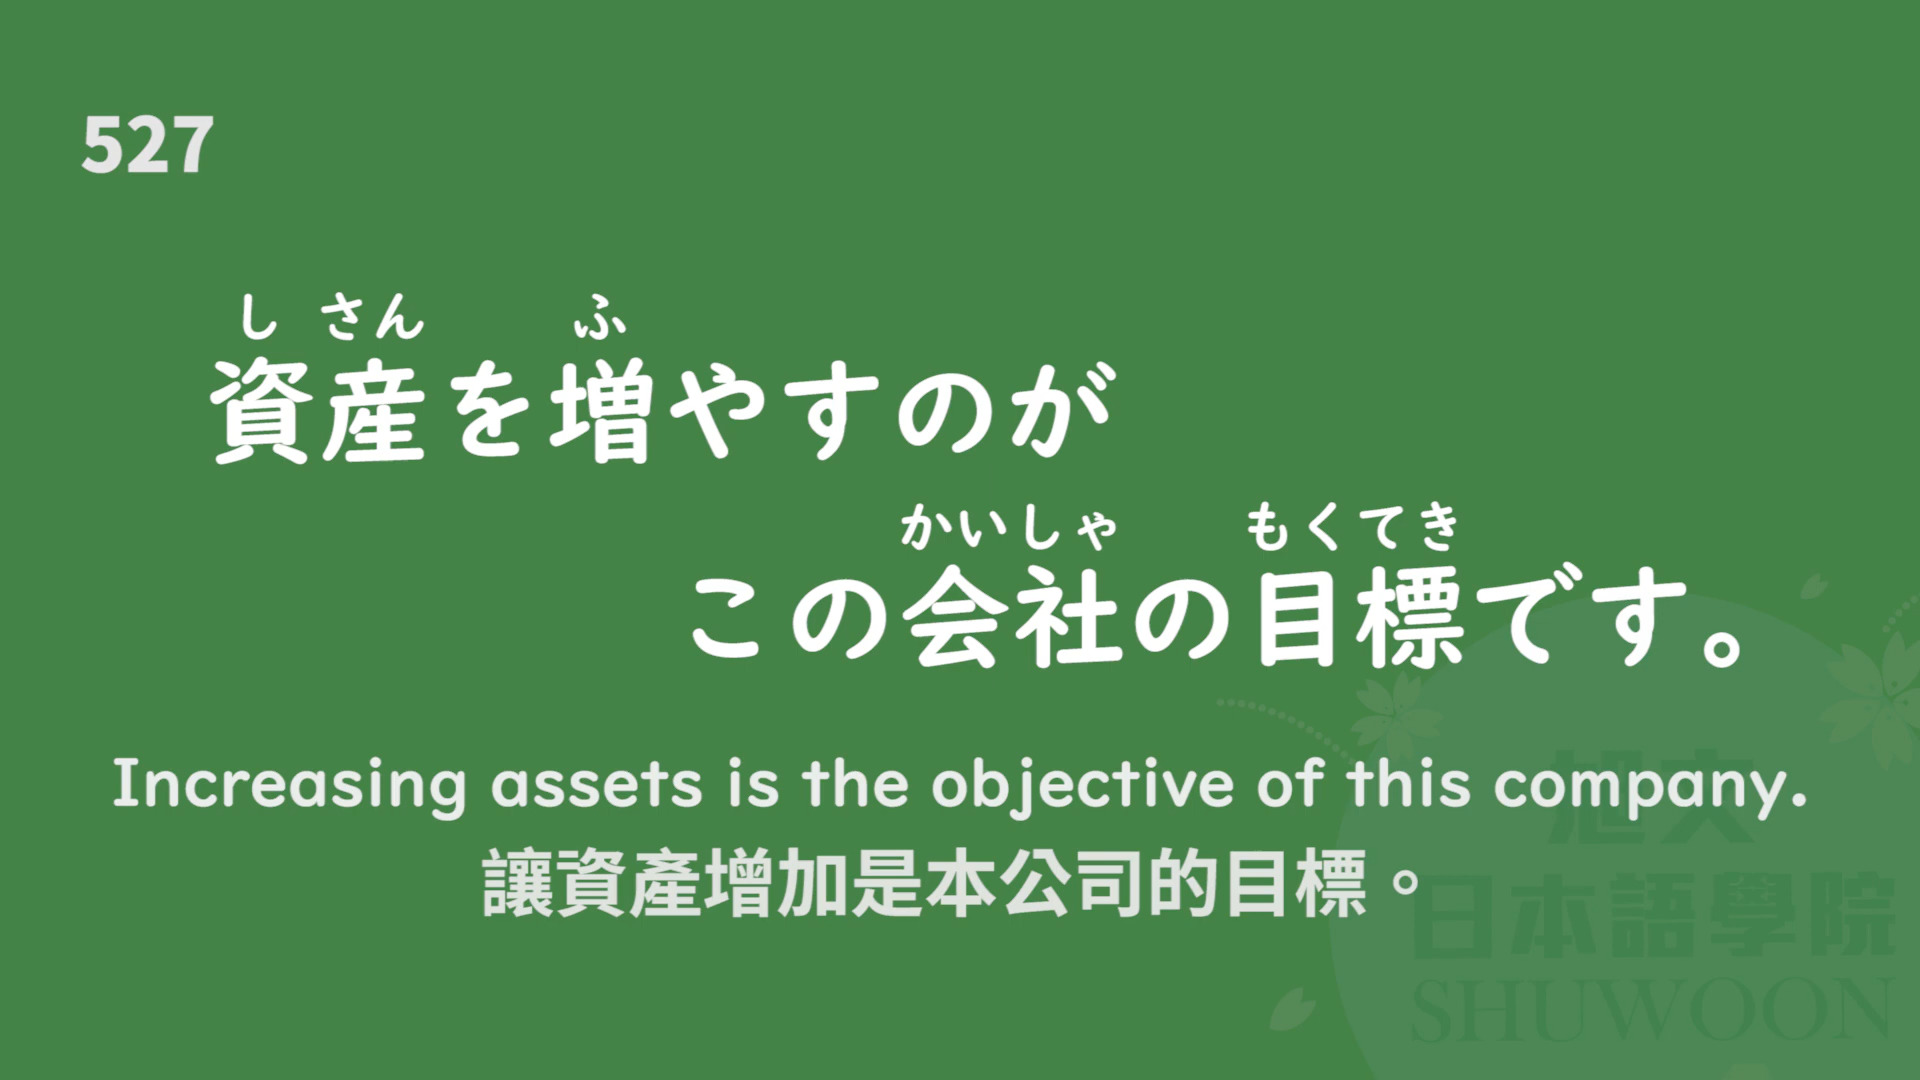 527
し さん ふ
資産を増やすのが
かいしゃ もくてき
この会社の目標です。
Increasing assets is the objective of this company.
讓資產增加是本公司的目標。
旭文
日本語學院
SHUWOON